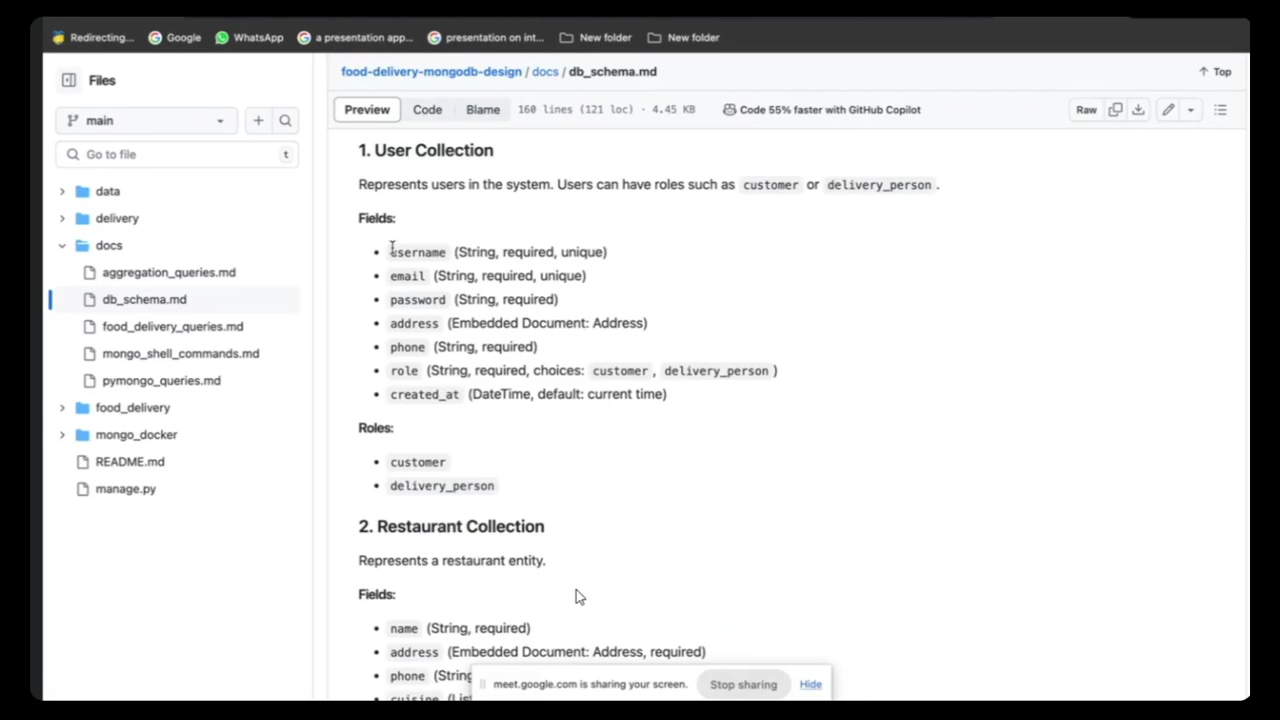 Redirecting... Google WhatsApp a presentation app... presentation on int... New folder New folder
Files
food-delivery-mongodb-design / docs / db_schema.md
Top
main
Preview Code Blame 160 lines (121 loc) · 4.45 KB Code 55% faster with GitHub Copilot Raw
Go to file t
data
delivery
docs
aggregation_queries.md
db_schema.md
food_delivery_queries.md
mongo_shell_commands.md
pymongo_queries.md
food_delivery
mongo_docker
README.md
manage.py
1. User Collection
Represents users in the system. Users can have roles such as customer or delivery_person.
Fields:
• username (String, required, unique)
• email (String, required, unique)
• password (String, required)
• address (Embedded Document: Address)
• phone (String, required)
• role (String, required, choices: customer, delivery_person)
• created_at (DateTime, default: current time)
Roles:
• customer
• delivery_person
2. Restaurant Collection
Represents a restaurant entity.
Fields:
• name (String, required)
• address (Embedded Document: Address, required)
• phone
meet.google.com is sharing your screen. Stop sharing Hide